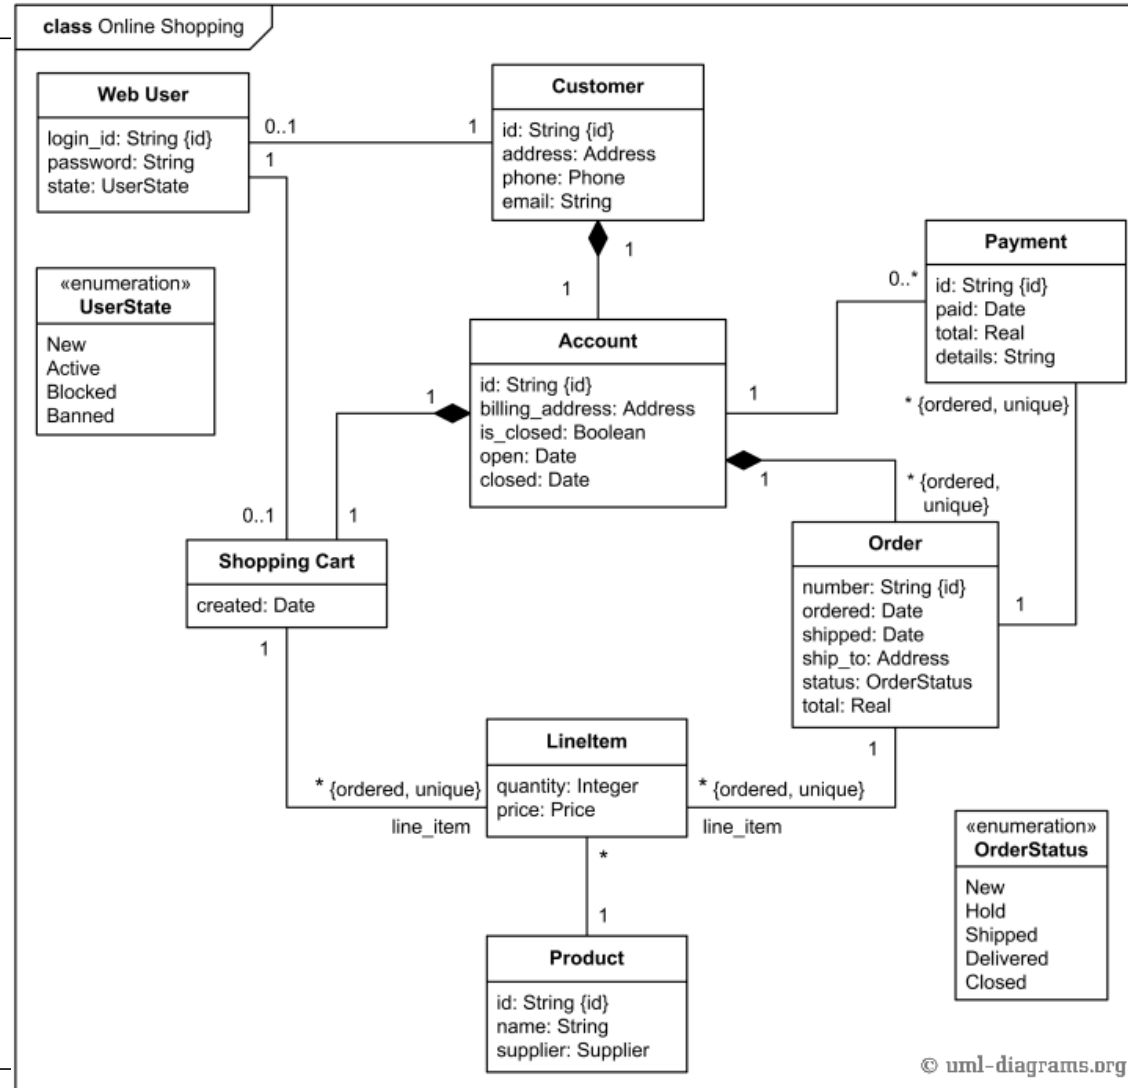 class Online Shopping
Web User
login_id: String {id}
password: String
state: UserState
0..1
1
1
Customer
id: String {id}
address: Address
phone: Phone
email: String
1
1
«enumeration»
UserState
New
Active
Blocked
Banned
Account
id: String {id}
billing_address: Address
is_closed: Boolean
open: Date
closed: Date
Payment
id: String {id}
paid: Date
total: Real
details: String
0..*
1
* {ordered, unique}
1
1
0..1
1
* {ordered,
unique}
Shopping Cart
created: Date
1
Order
number: String {id}
ordered: Date
shipped: Date
ship_to: Address
status: OrderStatus
total: Real
1
1
LineItem
quantity: Integer
price: Price
* {ordered, unique}
line_item
* {ordered, unique}
line_item
*
1
Product
id: String {id}
name: String
supplier: Supplier
«enumeration»
OrderStatus
New
Hold
Shipped
Delivered
Closed
© uml-diagrams.org